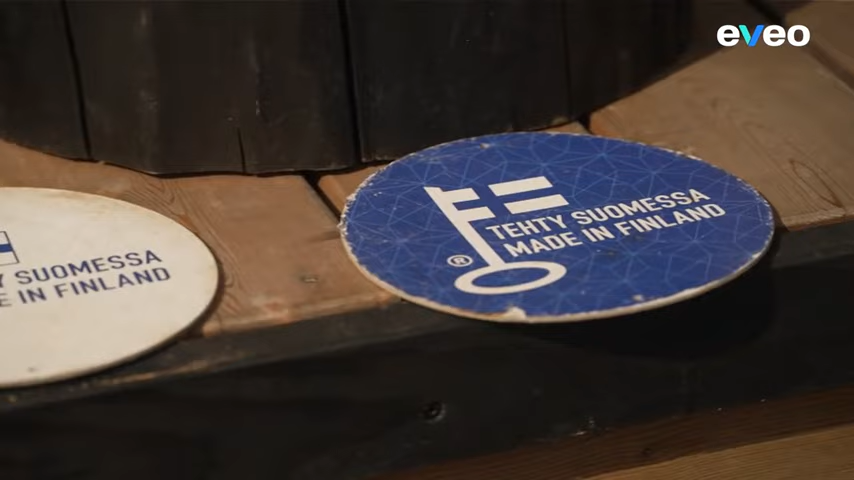 eveo
TEHTY SUOMESSA
MADE IN FINLAND
®
SUOMESSA
IN FINLAND